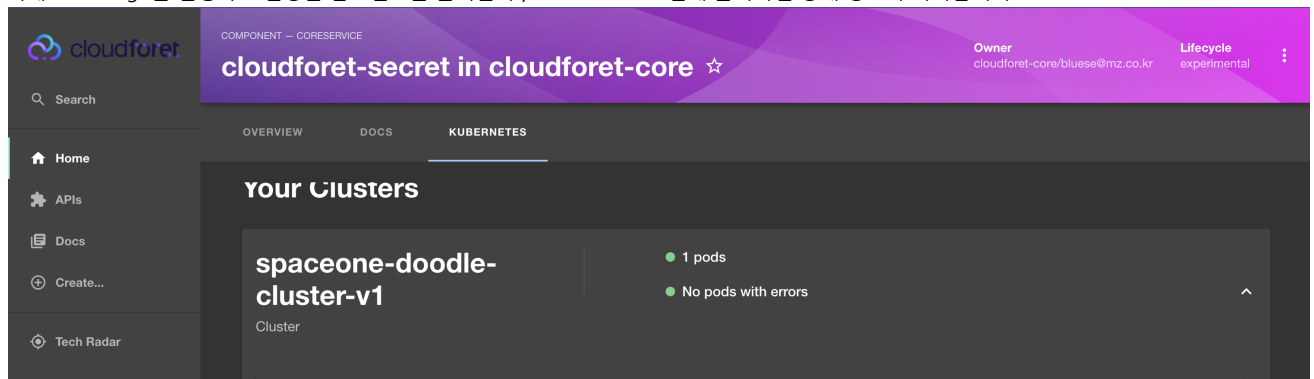 cloudforet
Search
Home
APIs
Docs
Create...
Tech Radar
COMPONENT — CORESERVICE
cloudforet-secret in cloudforet-core
Owner
cloudforet-core/bluese@mz.co.kr
Lifecycle
experimental
OVERVIEW DOCS KUBERNETES
Your Clusters
spaceone-doodle-
cluster-v1
Cluster
1 pods
No pods with errors